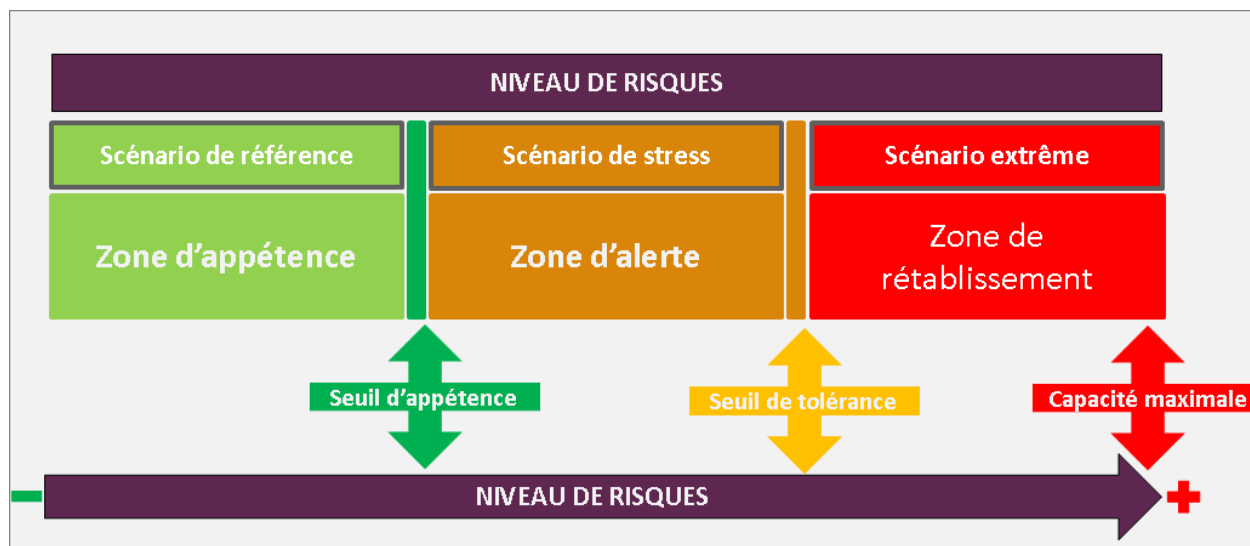 NIVEAU DE RISQUES
Scénario de référence
Scénario de stress
Scénario extrême
Zone d'appétence
Zone d'alerte
Zone de
rétablissement
Seuil d'appétence
Seuil de tolérance
Capacité maximale
NIVEAU DE RISQUES